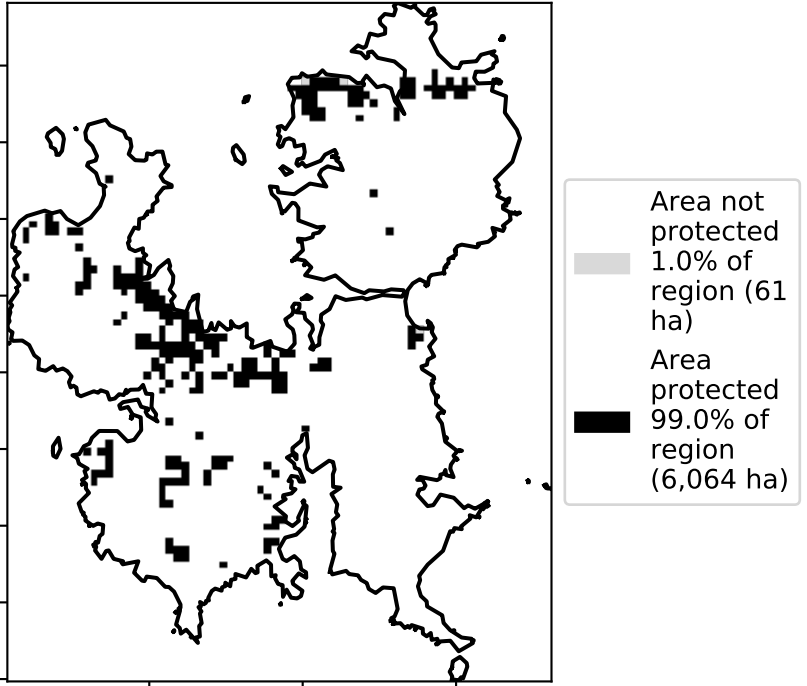 Area not
protected
1.0% of
region (61
ha)
Area
protected
99.0% of
region
(6,064 ha)